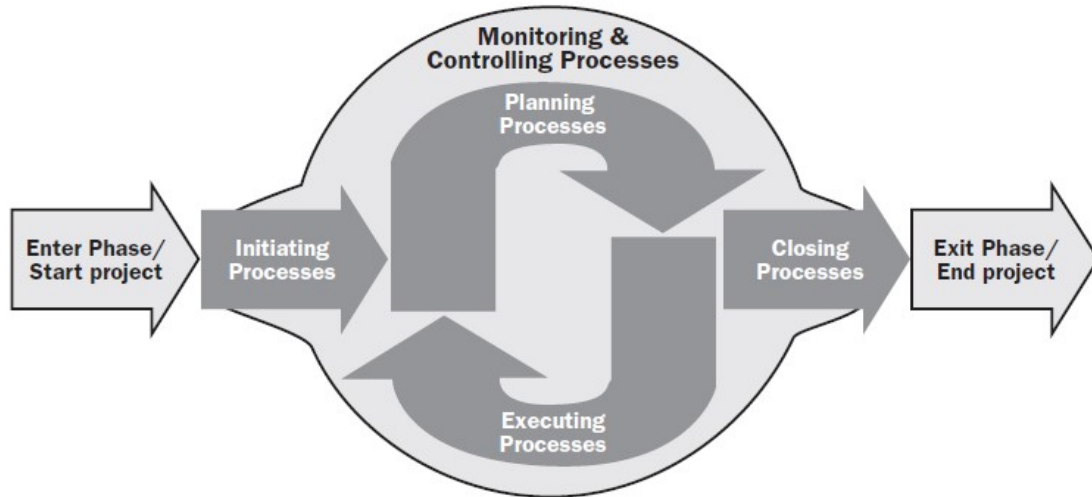 Monitoring &
Controlling Processes
Planning
Processes
Enter Phase/
Start project
Initiating
Processes
Closing
Processes
Exit Phase/
End project
Executing
Processes